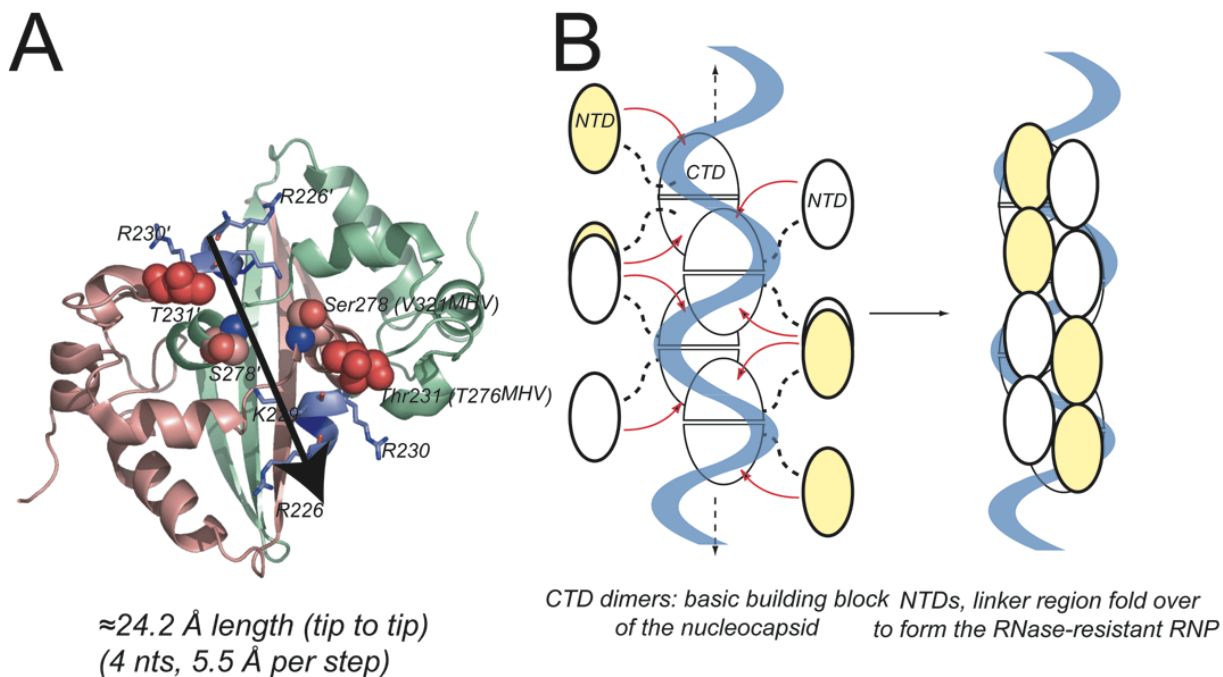 A
R226'
R230'
T231'
Ser278 (V321MHV)
S278'
Thr231 (T276MHV)
K229
R230
R226
≈24.2 Å length (tip to tip)
(4 nts, 5.5 Å per step)
B
NTD
CTD
NTD
CTD dimers: basic building block
of the nucleocapsid
NTDs, linker region fold over
to form the RNase-resistant RNP